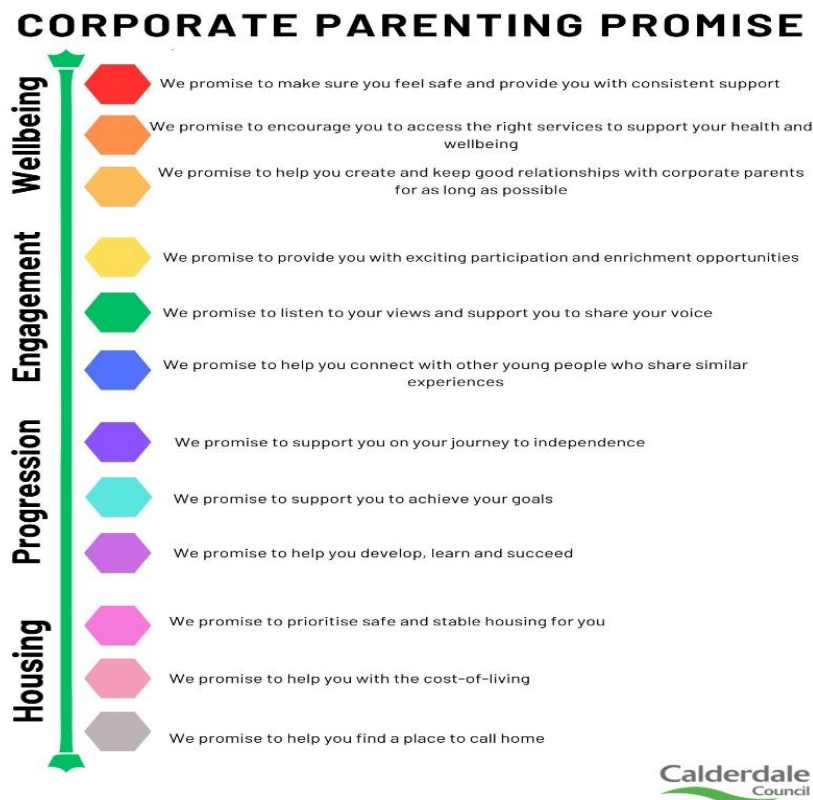 CORPORATE PARENTING PROMISE
Wellbeing
We promise to make sure you feel safe and provide you with consistent support
We promise to encourage you to access the right services to support your health and
wellbeing
We promise to help you create and keep good relationships with corporate parents
for as long as possible
Engagement
We promise to provide you with exciting participation and enrichment opportunities
We promise to listen to your views and support you to share your voice
We promise to help you connect with other young people who share similar
experiences
Progression
We promise to support you on your journey to independence
We promise to support you to achieve your goals
We promise to help you develop, learn and succeed
Housing
We promise to prioritise safe and stable housing for you
We promise to help you with the cost-of-living
We promise to help you find a place to call home
Calderdale
Council